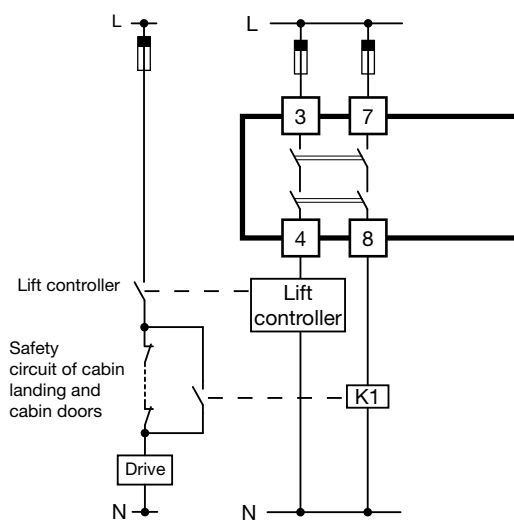 L
L
3
7
4
8
Lift controller
Lift
controller
Safety
circuit of cabin
landing and
cabin doors
K1
Drive
N
N